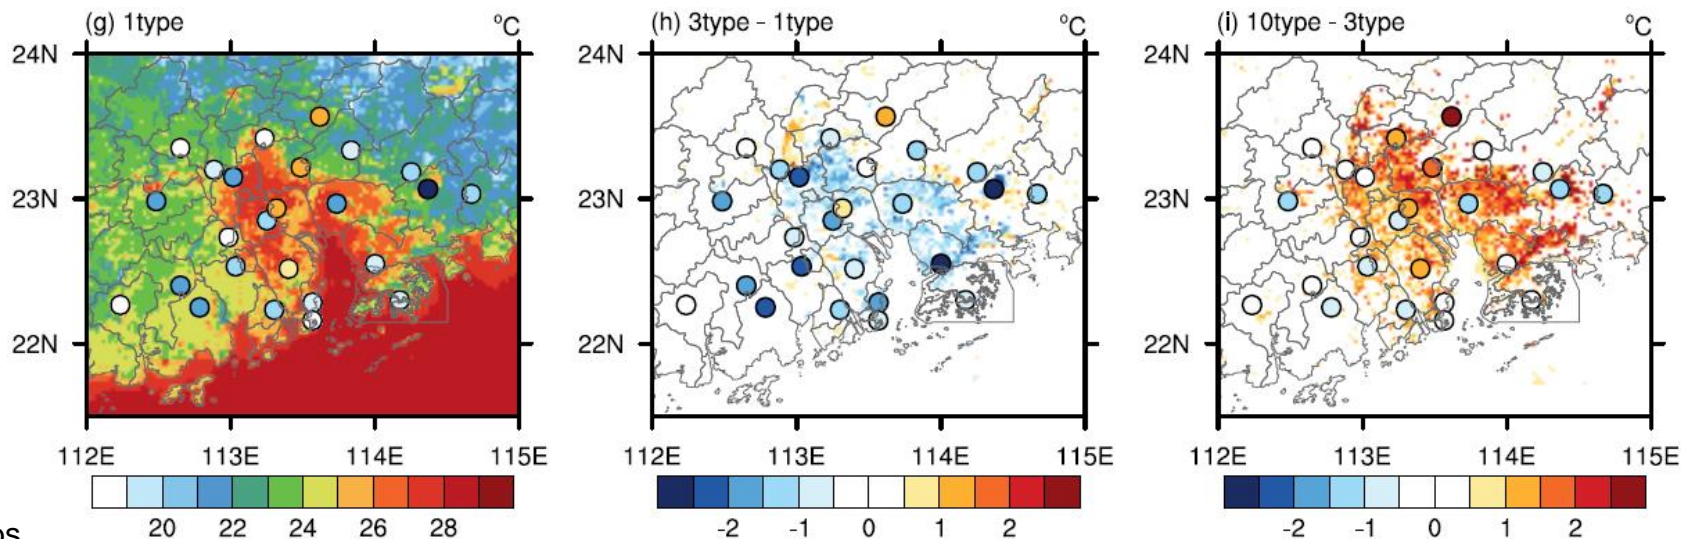 (g) 1type °C (h) 3type - 1type °C (i) 10type - 3type °C
24N 24N 24N
23N 23N 23N
22N 22N 22N
112E 113E 114E 115E 112E 113E 114E 115E 112E 113E 114E 115E
20 22 24 26 28 -2 -1 0 1 2 -2 -1 0 1 2
os